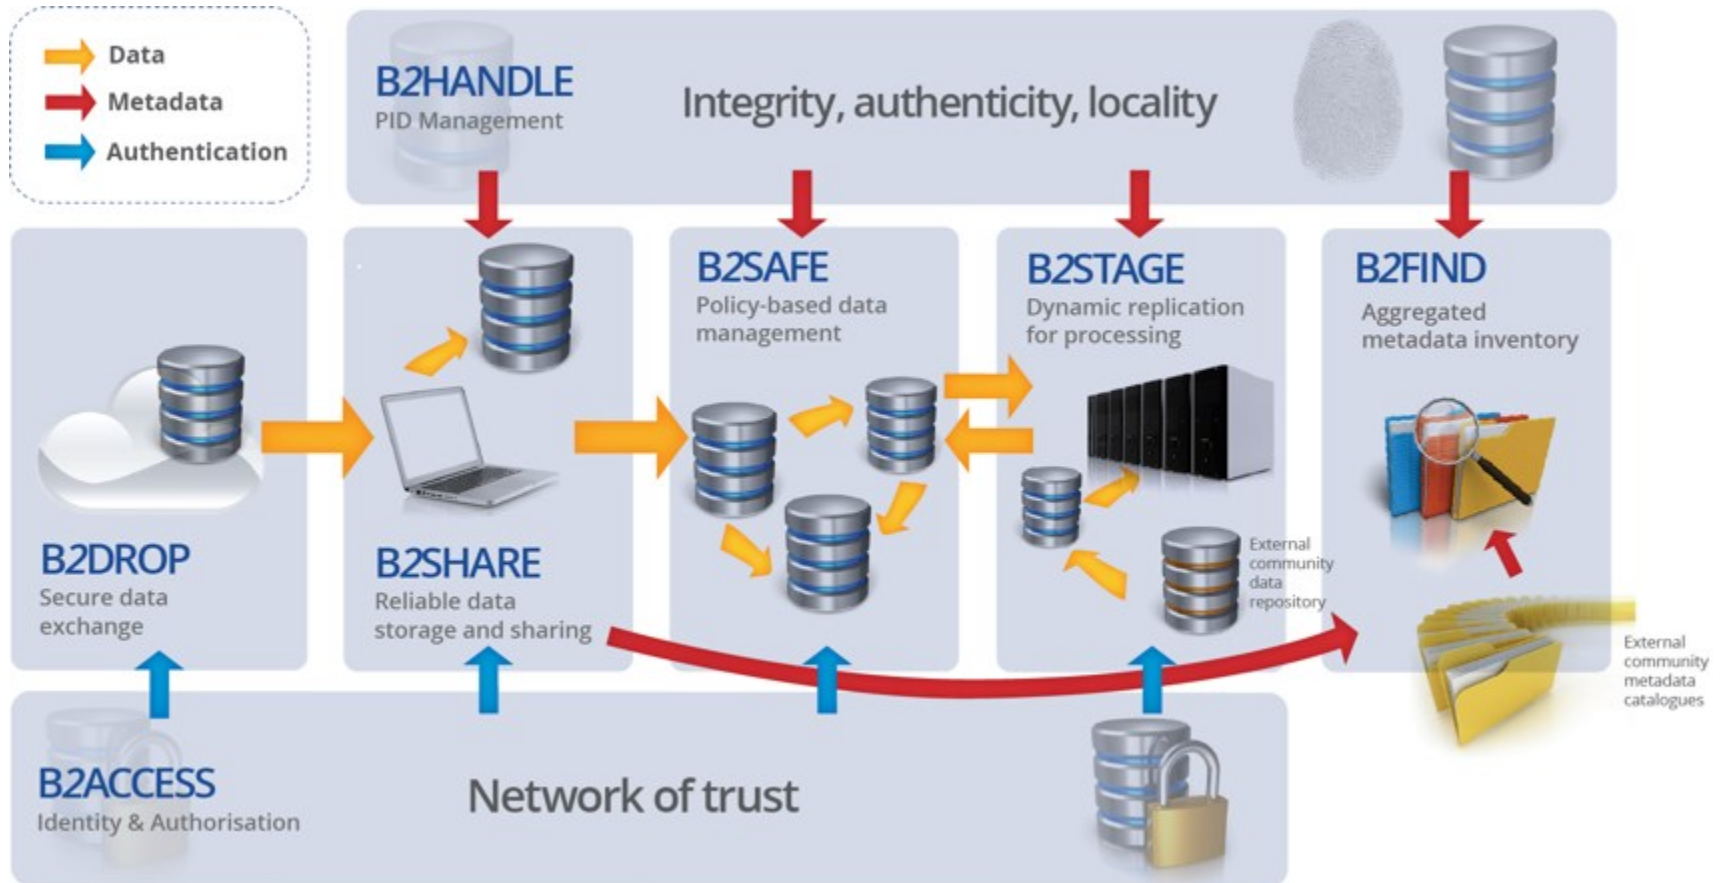 Data
Metadata
Authentication
B2HANDLE
PID Management
Integrity, authenticity, locality
B2DROP
Secure data
exchange
B2SHARE
Reliable data
storage and sharing
B2SAFE
Policy-based data
management
B2STAGE
Dynamic replication
for processing
External
community
data
repository
B2FIND
Aggregated
metadata inventory
External
community
metadata
catalogues
B2ACCESS
Identity & Authorisation
Network of trust